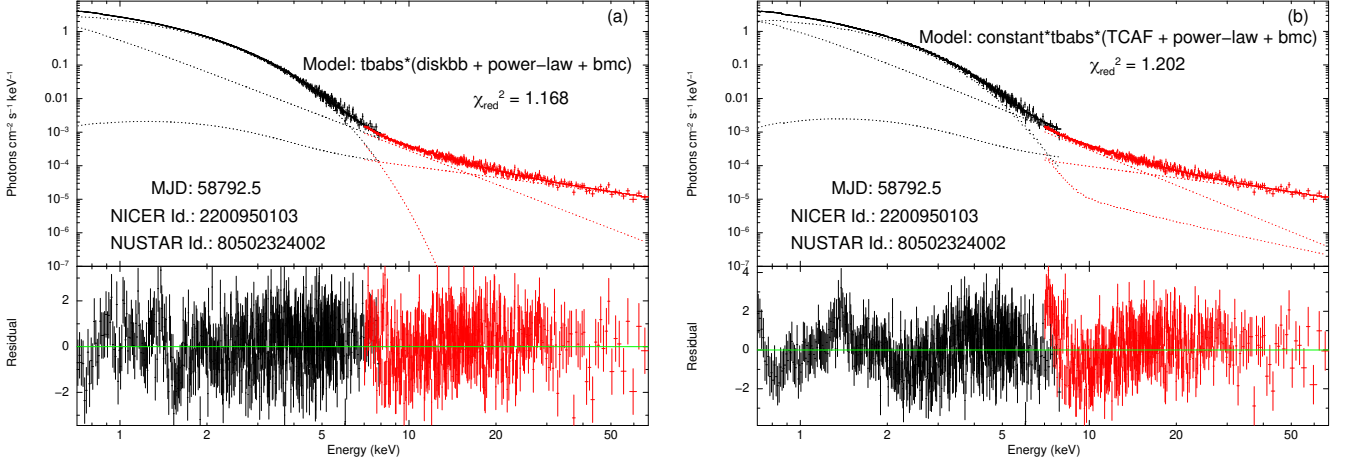 (a)
Model: tbabs*(diskbb + power−law + bmc)
χred² = 1.168
MJD: 58792.5
NICER Id.: 2200950103
NUSTAR Id.: 80502324002
Photons cm⁻² s⁻¹ keV⁻¹
1
0.1
0.01
10⁻³
10⁻⁴
10⁻⁵
10⁻⁶
10⁻⁷
Residual
2
0
−2
1 2 5 10 20 50
Energy (keV)
(b)
Model: constant*tbabs*(TCAF + power−law + bmc)
χred² = 1.202
MJD: 58792.5
NICER Id.: 2200950103
NUSTAR Id.: 80502324002
Photons cm⁻² s⁻¹ keV⁻¹
1
0.1
0.01
10⁻³
10⁻⁴
10⁻⁵
10⁻⁶
10⁻⁷
Residual
4
2
0
−2
1 2 5 10 20 50
Energy (keV)